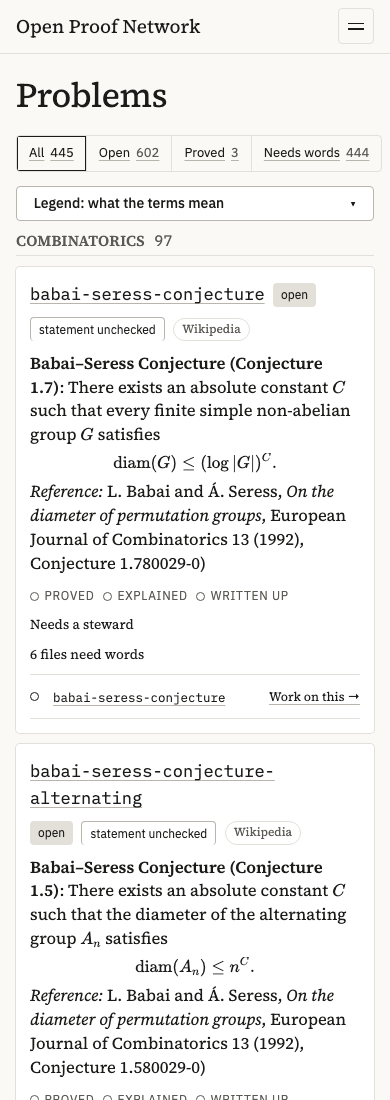 Open Proof Network
Problems
All 445 Open 602 Proved 3 Needs words 444
Legend: what the terms mean ▾
COMBINATORICS 97
babai-seress-conjecture open
statement unchecked Wikipedia
Babai–Seress Conjecture (Conjecture
1.7): There exists an absolute constant C
such that every finite simple non-abelian
group G satisfies
diam(G) ≤ (log |G|)^C.
Reference: L. Babai and Á. Seress, On the
diameter of permutation groups, European
Journal of Combinatorics 13 (1992),
Conjecture 1.780029-0)
PROVED EXPLAINED WRITTEN UP
Needs a steward
6 files need words
babai-seress-conjecture Work on this →
babai-seress-conjecture-
alternating
open statement unchecked Wikipedia
Babai–Seress Conjecture (Conjecture
1.5): There exists an absolute constant C
such that the diameter of the alternating
group A_n satisfies
diam(A_n) ≤ n^C.
Reference: L. Babai and Á. Seress, On the
diameter of permutation groups, European
Journal of Combinatorics 13 (1992),
Conjecture 1.580029-0)
PROVED EXPLAINED WRITTEN UP